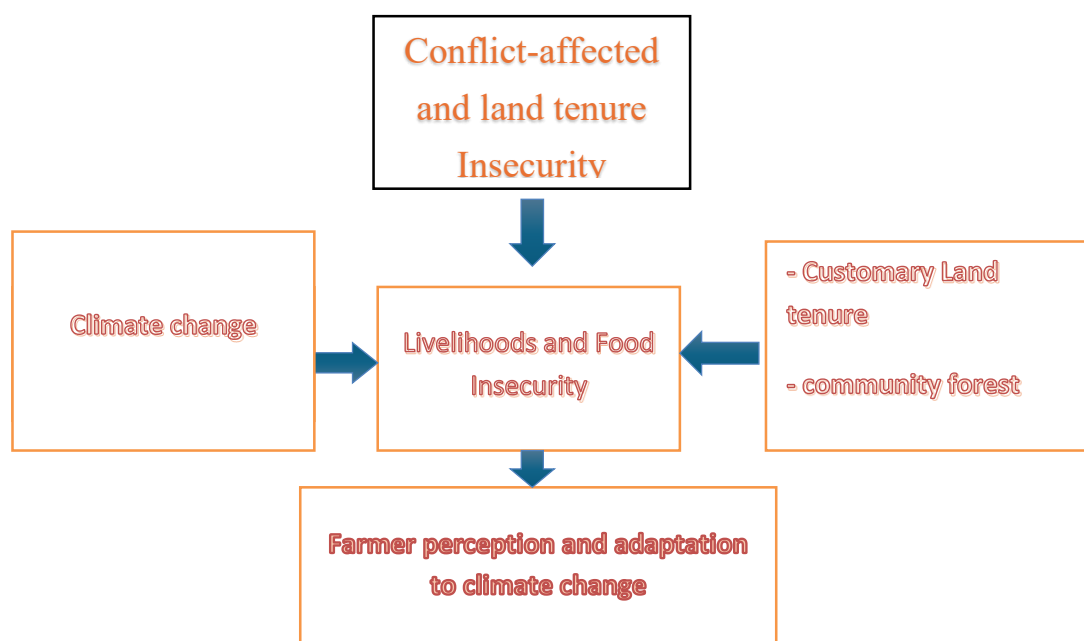 Conflict-affected
and land tenure
Insecurity
Climate change
Livelihoods and Food
Insecurity
- Customary Land
tenure
- community forest
Farmer perception and adaptation
to climate change